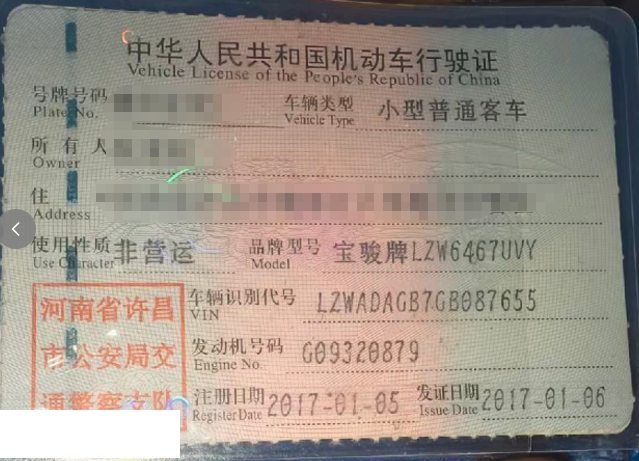 中华人民共和国机动车行驶证
Vehicle License of the People's Republic of China
号牌号码
Plate No.
车辆类型 小型普通客车
Vehicle Type
所有人
Owner
住
Address
使用性质 非营运
Use Character
品牌型号 宝骏牌LZW6467UVY
Model
车辆识别代号 LZWADAGB7GB087655
VIN
发动机号码 G09320879
Engine No.
注册日期 2017-01-05
Register Date
发证日期 2017-01-06
Issue Date
河南省许昌
市公安局交
通警察支队